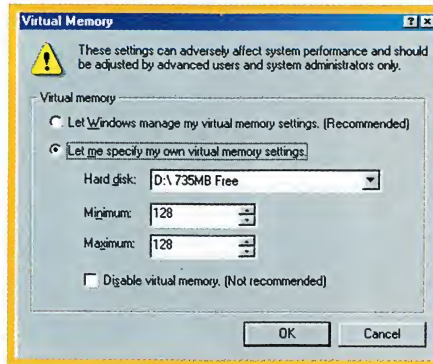 Virtual Memory
These settings can adversely affect system performance and should
be adjusted by advanced users and system administrators only.
Virtual memory
Let Windows manage my virtual memory settings. (Recommended)
Let me specify my own virtual memory settings.
Hard disk: D:\ 735MB Free
Minimum: 128
Maximum: 128
Disable virtual memory. (Not recommended)
OK Cancel